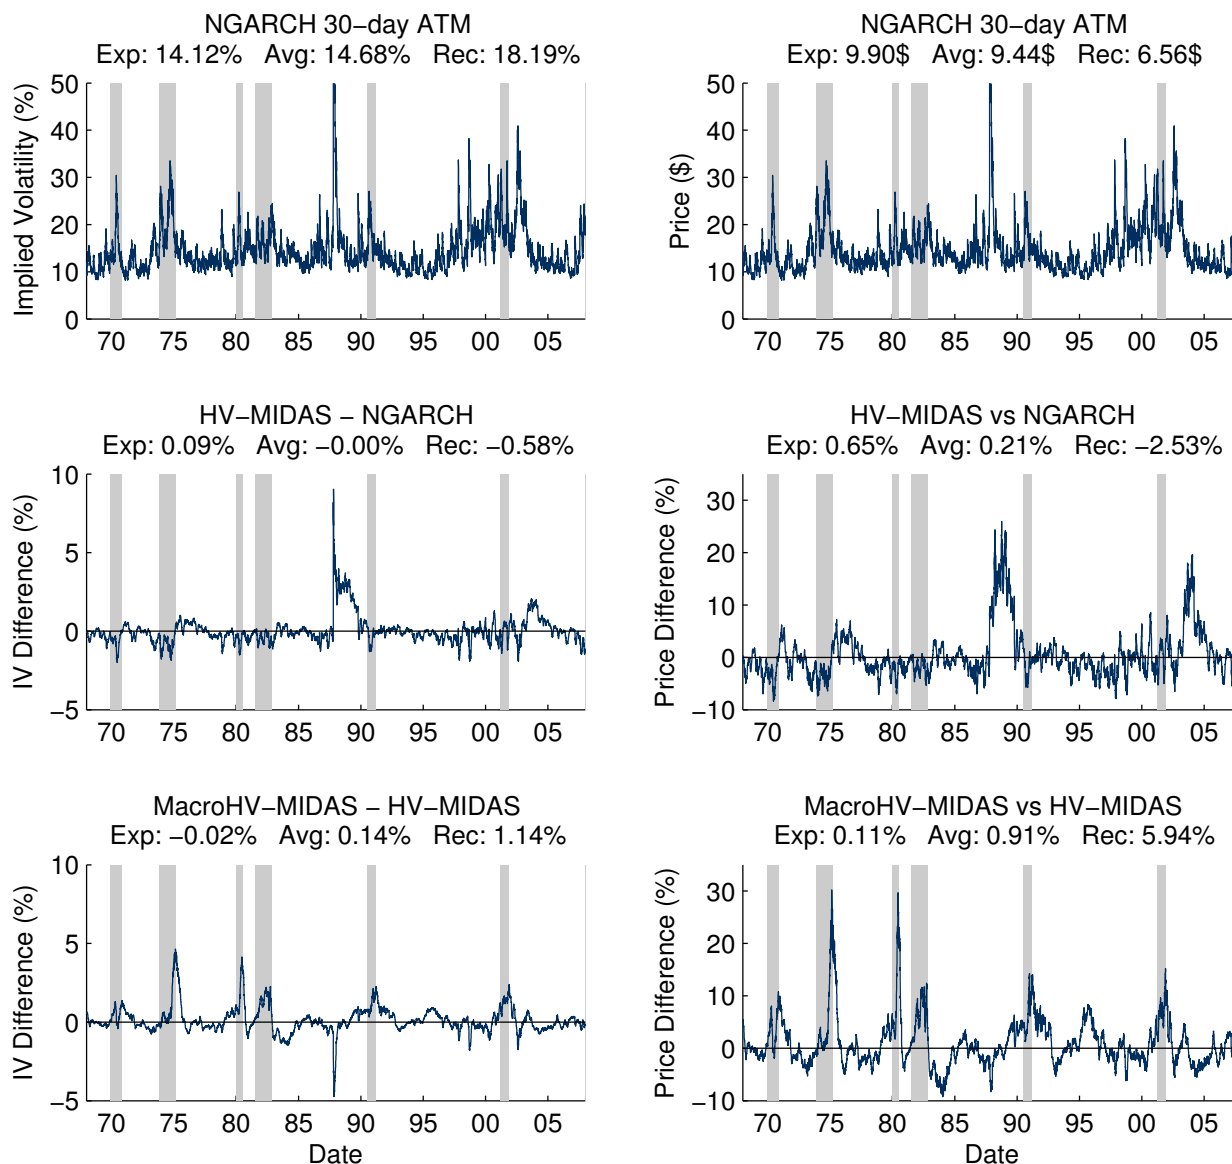 NGARCH 30−day ATM
Exp: 14.12% Avg: 14.68% Rec: 18.19%
Implied Volatility (%)
50
40
30
20
10
0
70 75 80 85 90 95 00 05
NGARCH 30−day ATM
Exp: 9.90$ Avg: 9.44$ Rec: 6.56$
Price ($)
50
40
30
20
10
0
70 75 80 85 90 95 00 05
HV−MIDAS − NGARCH
Exp: 0.09% Avg: −0.00% Rec: −0.58%
IV Difference (%)
10
5
0
−5
70 75 80 85 90 95 00 05
HV−MIDAS vs NGARCH
Exp: 0.65% Avg: 0.21% Rec: −2.53%
Price Difference (%)
30
20
10
0
−10
70 75 80 85 90 95 00 05
MacroHV−MIDAS − HV−MIDAS
Exp: −0.02% Avg: 0.14% Rec: 1.14%
IV Difference (%)
10
5
0
−5
70 75 80 85 90 95 00 05
Date
MacroHV−MIDAS vs HV−MIDAS
Exp: 0.11% Avg: 0.91% Rec: 5.94%
Price Difference (%)
30
20
10
0
−10
70 75 80 85 90 95 00 05
Date